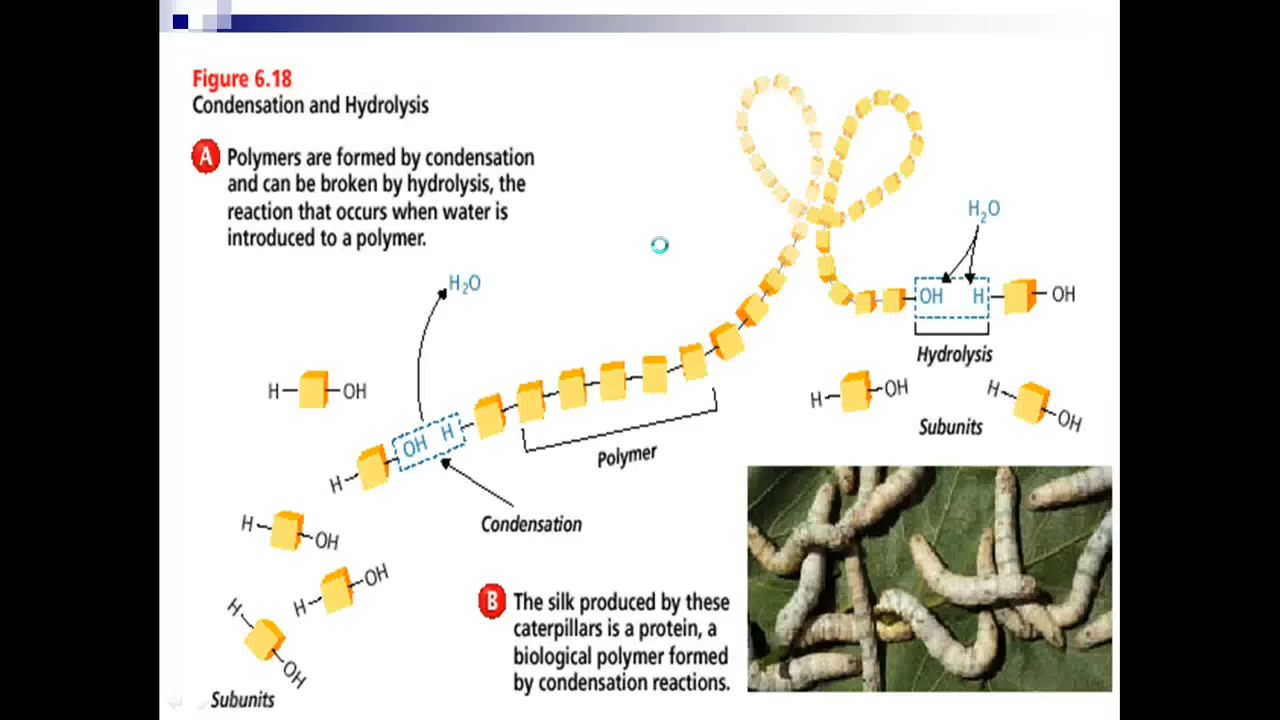 Figure 6.18
Condensation and Hydrolysis
A Polymers are formed by condensation
and can be broken by hydrolysis, the
reaction that occurs when water is
introduced to a polymer.
H₂O
H₂O
OH H OH
Hydrolysis
H OH
H OH
Subunits
H OH
H OH H
Polymer
Condensation
H OH
H OH
H OH
Subunits
B The silk produced by these
caterpillars is a protein, a
biological polymer formed
by condensation reactions.